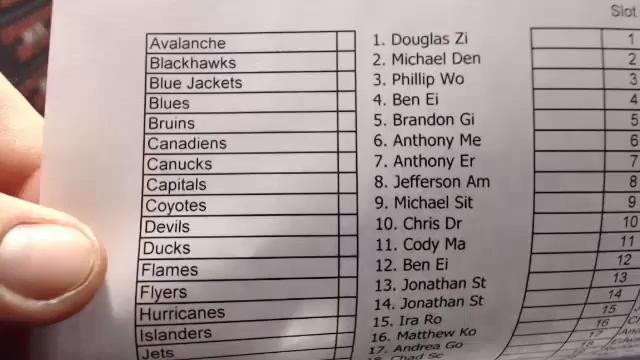 Slot
Avalanche 1. Douglas Zi 1
Blackhawks 2. Michael Den 2
Blue Jackets 3. Phillip Wo 3
Blues 4. Ben Ei 4
Bruins 5. Brandon Gi 5
Canadiens 6. Anthony Me 6
Canucks 7. Anthony Er 7
Capitals 8. Jefferson Am 8
Coyotes 9. Michael Sit 9
Devils 10. Chris Dr 10
Ducks 11. Cody Ma 11
Flames 12. Ben Ei 12
Flyers 13. Jonathan St 13
Hurricanes 14. Jonathan St 14
Islanders 15. Ira Ro 15
Jets 16. Matthew Ko 16
17. Andrea Go 17
18. Chad Sc